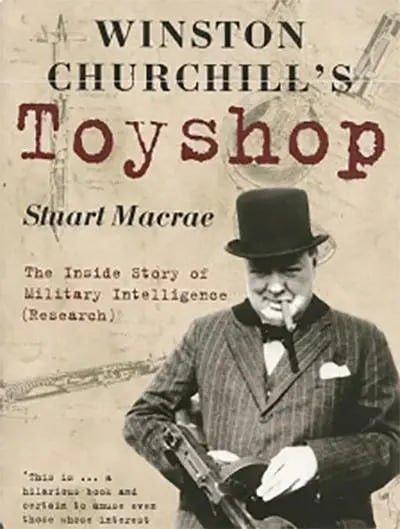 WINSTON
CHURCHILL'S
Toyshop
Stuart Macrae
The Inside Story of
Military Intelligence
(Research)
'This is ... a
hilarious book and
certain to amuse even
those whose interest